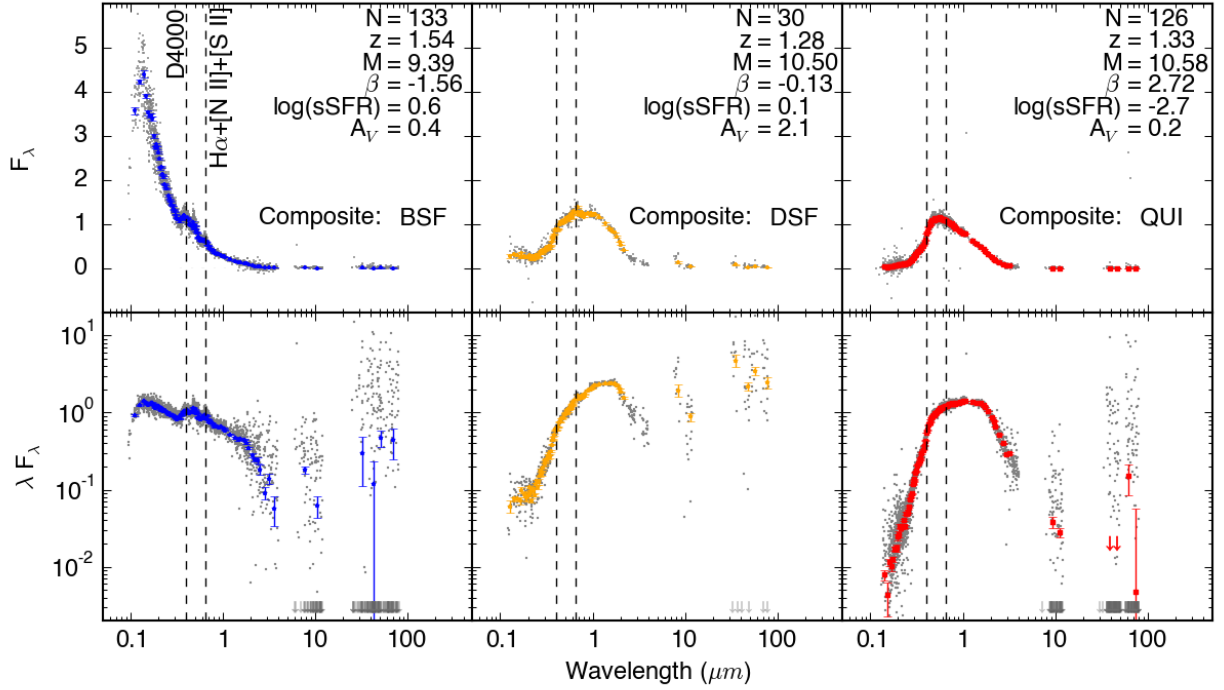 N = 133
z = 1.54
M = 9.39
β = -1.56
log(sSFR) = 0.6
A_V = 0.4
D4000
Hα+[N II]+[S II]
Composite: BSF
N = 30
z = 1.28
M = 10.50
β = -0.13
log(sSFR) = 0.1
A_V = 2.1
Composite: DSF
N = 126
z = 1.33
M = 10.58
β = 2.72
log(sSFR) = -2.7
A_V = 0.2
Composite: QUI
F_λ
5
4
3
2
1
0
λ F_λ
10^1
10^0
10^-1
10^-2
0.1 1 10 100
0.1 1 10 100
0.1 1 10 100
Wavelength (μm)